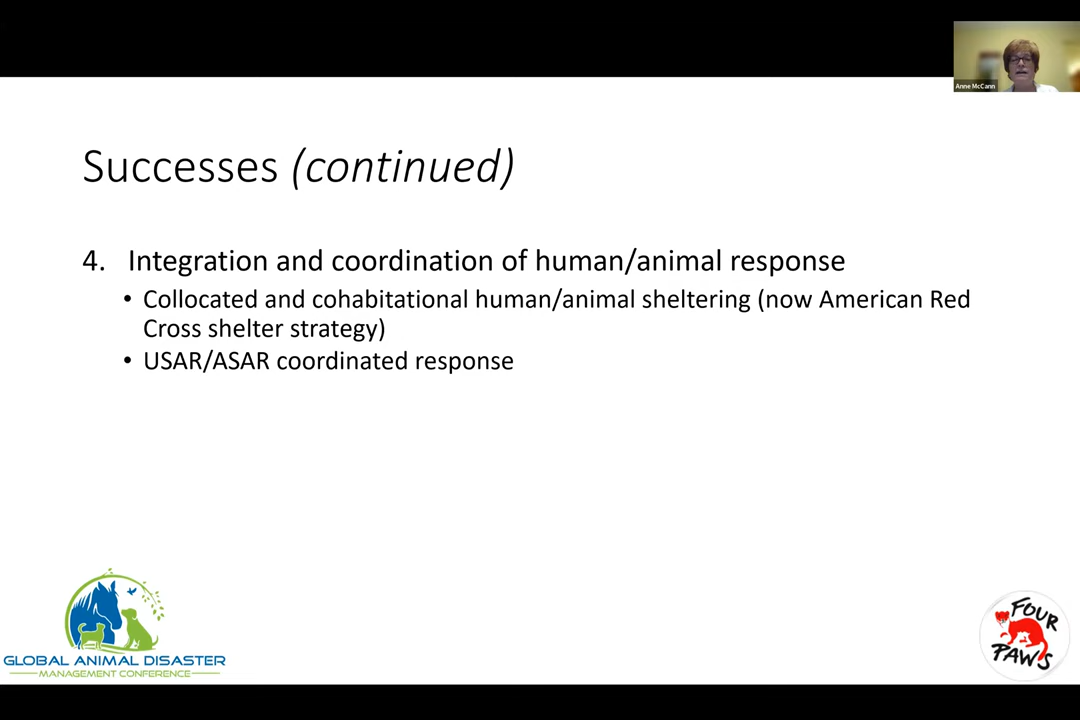 Anne McCann
Successes (continued)
4. Integration and coordination of human/animal response
• Collocated and cohabitational human/animal sheltering (now American Red
Cross shelter strategy)
• USAR/ASAR coordinated response
GLOBAL ANIMAL DISASTER
MANAGEMENT CONFERENCE
FOUR
PAWS